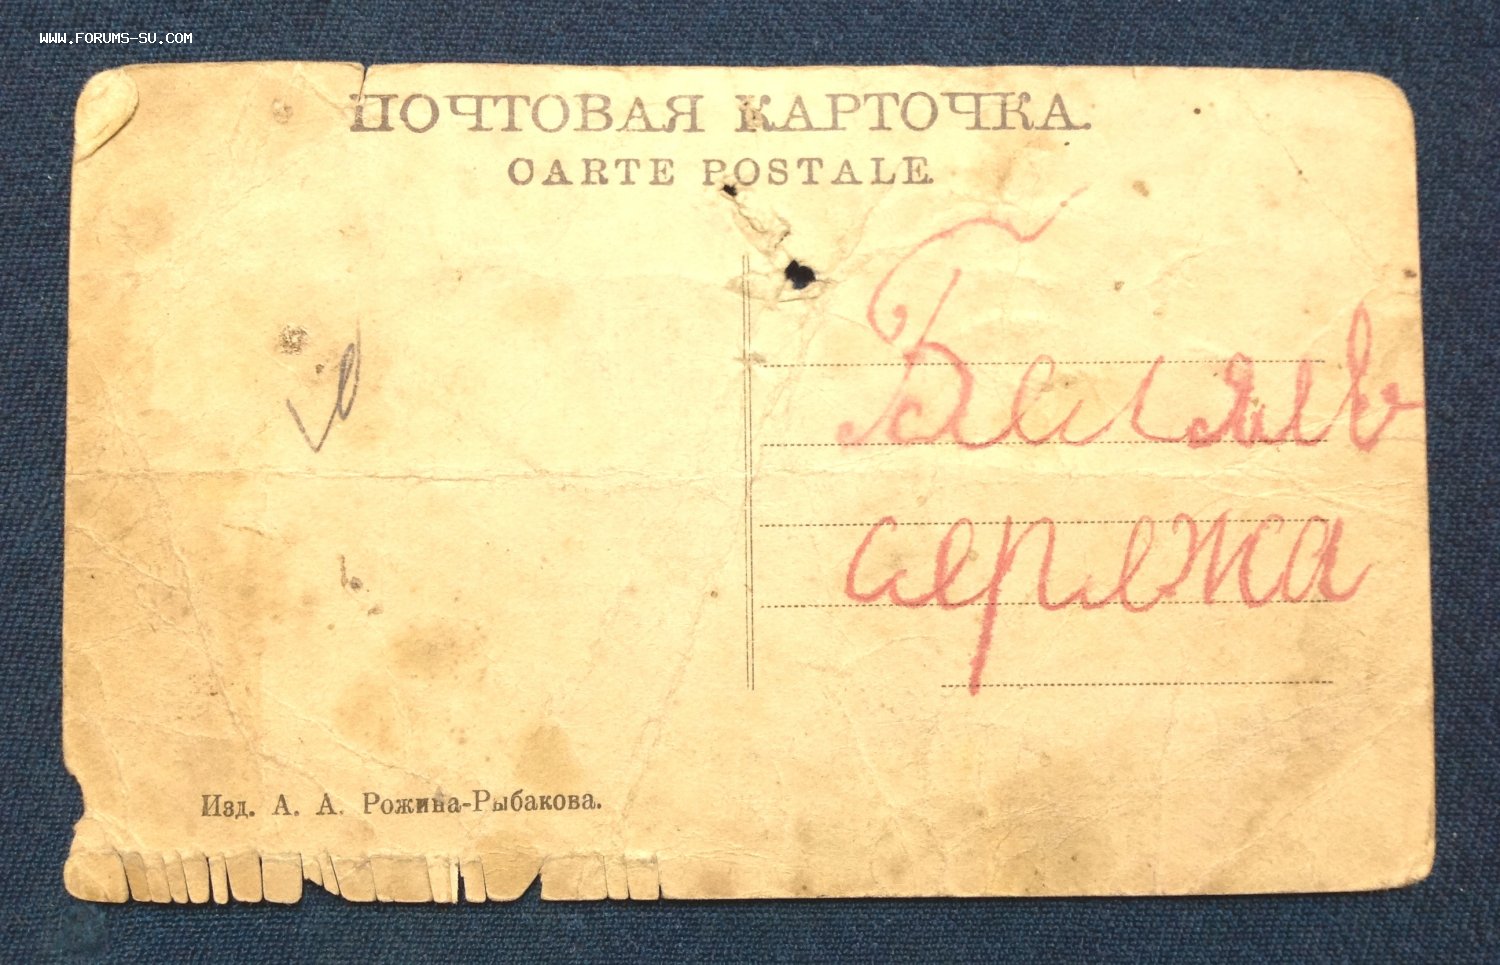 WWW.FORUMS-SU.COM
ПОЧТОВАЯ КАРТОЧКА.
CARTE POSTALE.
Беляев
сережа
Изд. А. А. Рожина-Рыбакова.